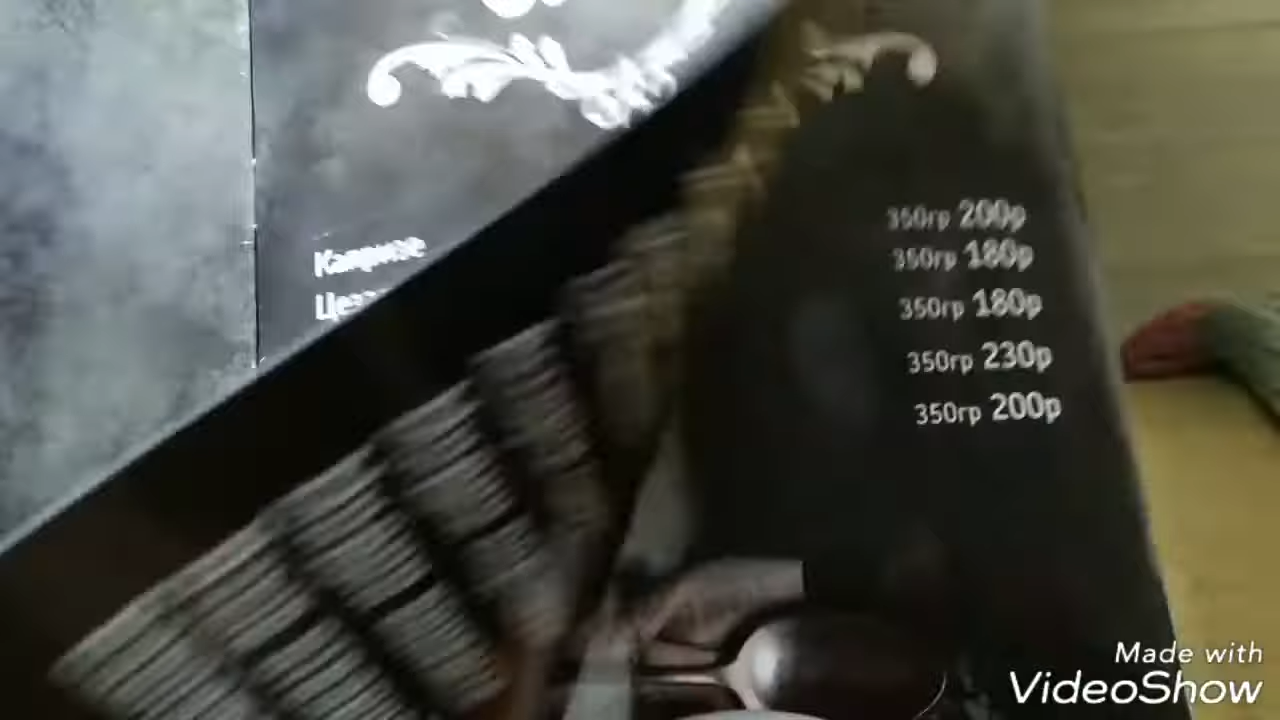 Капризе
350гр 200р
350гр 180р
350гр 180р
350гр 230р
350гр 200р
Made with
VideoShow